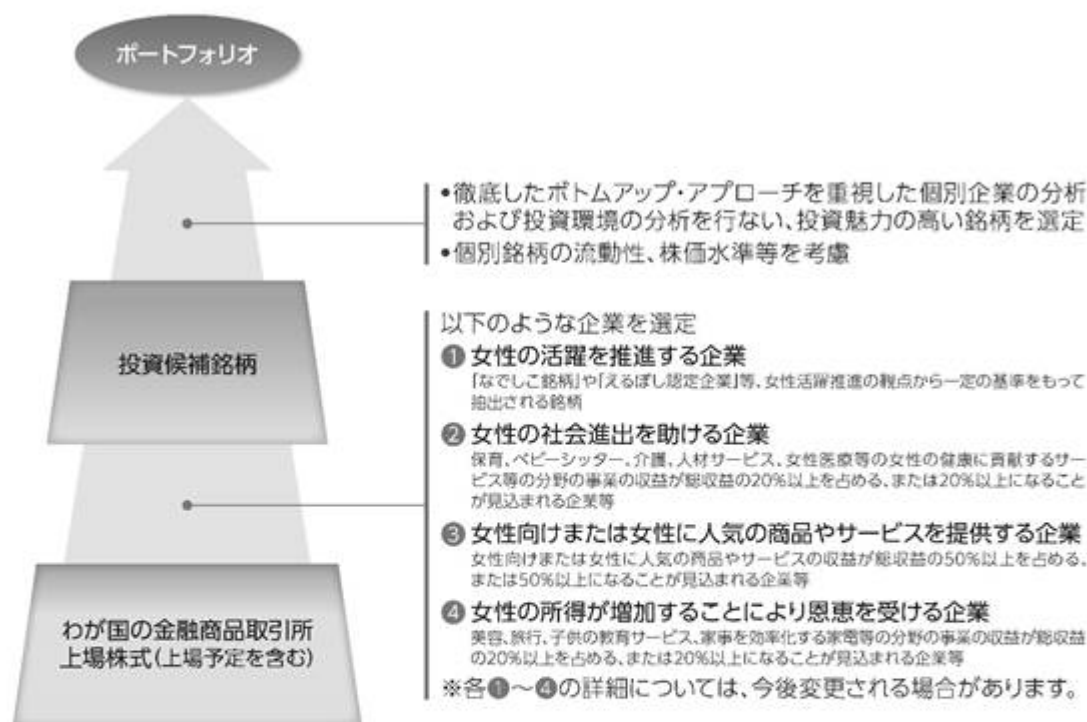 ポートフォリオ
•徹底したボトムアップ・アプローチを重視した個別企業の分析
および投資環境の分析を行ない、投資魅力の高い銘柄を選定
•個別銘柄の流動性、株価水準等を考慮
投資候補銘柄
以下のような企業を選定
❶ 女性の活躍を推進する企業
「なでしこ銘柄」や「えるぼし認定企業」等、女性活躍推進の観点から一定の基準をもって
抽出される銘柄
❷ 女性の社会進出を助ける企業
保育、ベビーシッター、介護、人材サービス、女性医療等の女性の健康に貢献するサー
ビス等の分野の事業の収益が総収益の20%以上を占める、または20%以上になること
が見込まれる企業等
❸ 女性向けまたは女性に人気の商品やサービスを提供する企業
女性向けまたは女性に人気の商品やサービスの収益が総収益の50%以上を占める、
または50%以上になることが見込まれる企業等
❹ 女性の所得が増加することにより恩恵を受ける企業
美容、旅行、子供の教育サービス、家事を効率化する家電等の分野の事業の収益が総収益
の20%以上を占める、または20%以上になることが見込まれる企業等
※各❶～❹の詳細については、今後変更される場合があります。
わが国の金融商品取引所
上場株式(上場予定を含む)